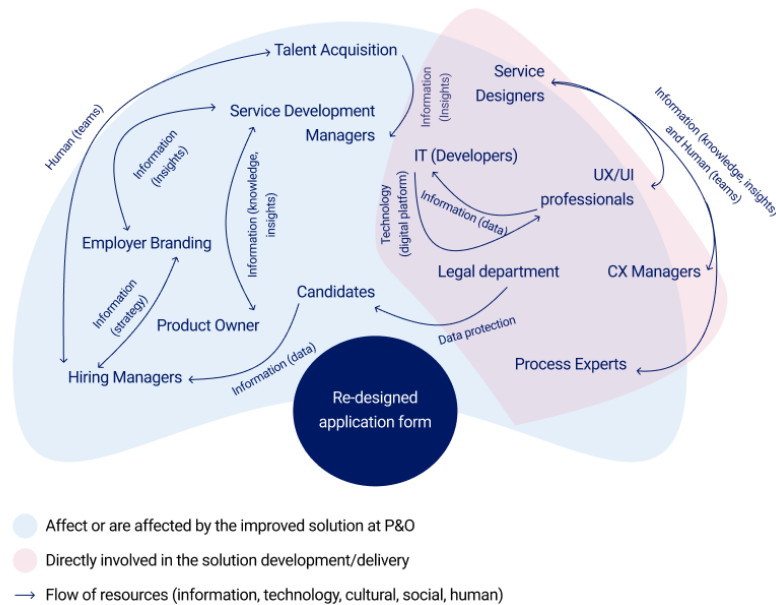 Talent Acquisition
Service
Designers
Information
(Insights)
Information (knowledge, insights)
and Human (teams)
Human (teams)
Service Development
Managers
Information
(Insights)
IT (Developers)
UX/UI
professionals
Technology
(digital platform)
Information (data)
Information (knowledge,
insights)
Employer Branding
Legal department
CX Managers
Candidates
Information
(strategy)
Product Owner
Data protection
Hiring Managers
Information (data)
Process Experts
Re-designed
application form
Affect or are affected by the improved solution at P&O
Directly involved in the solution development/delivery
Flow of resources (information, technology, cultural, social, human)